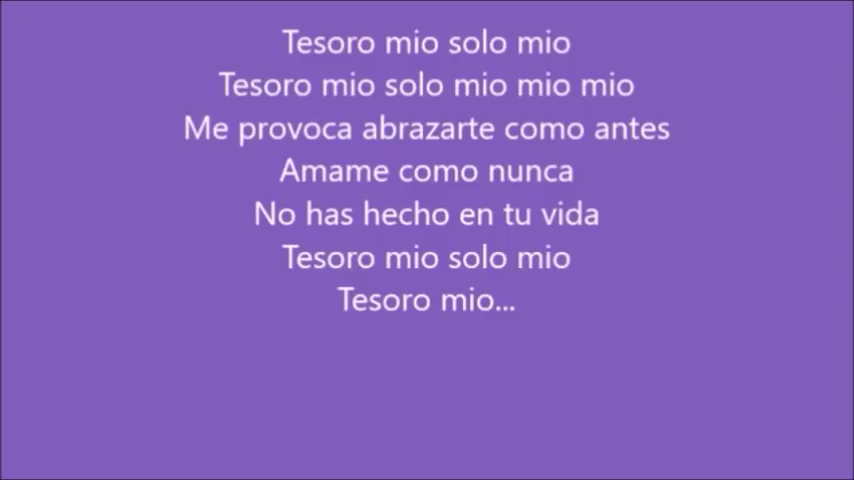 Tesoro mio solo mio
Tesoro mio solo mio mio mio
Me provoca abrazarte como antes
Amame como nunca
No has hecho en tu vida
Tesoro mio solo mio
Tesoro mio...